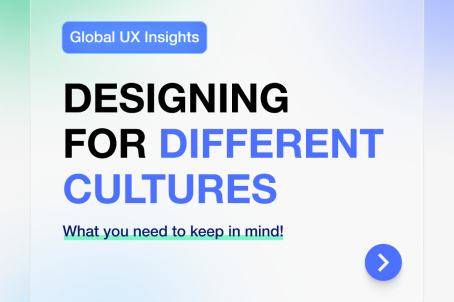 Global UX Insights
DESIGNING
FOR DIFFERENT
CULTURES
What you need to keep in mind!